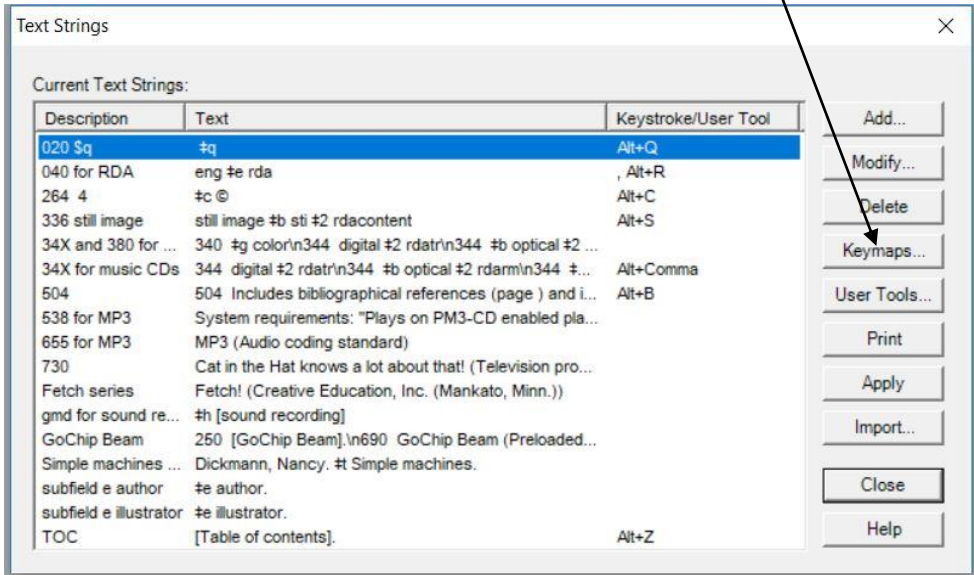 Text Strings
Current Text Strings:
Description Text Keystroke/User Tool
020 $q ‡q Alt+Q
040 for RDA eng ‡e rda , Alt+R
264 4 ‡c © Alt+C
336 still image still image ‡b sti ‡2 rdacontent Alt+S
34X and 380 for ... 340 ‡g color\n344 digital ‡2 rdatr\n344 ‡b optical ‡2 ...
34X for music CDs 344 digital ‡2 rdatr\n344 ‡b optical ‡2 rdarm\n344 ‡... Alt+Comma
504 504 Includes bibliographical references (page ) and i... Alt+B
538 for MP3 System requirements: "Plays on PM3-CD enabled pla...
655 for MP3 MP3 (Audio coding standard)
730 Cat in the Hat knows a lot about that! (Television pro...
Fetch series Fetch! (Creative Education, Inc. (Mankato, Minn.))
gmd for sound re... ‡h [sound recording]
GoChip Beam 250 [GoChip Beam].\n690 GoChip Beam (Preloaded...
Simple machines ... Dickmann, Nancy. ‡t Simple machines.
subfield e author ‡e author.
subfield e illustrator ‡e illustrator.
TOC [Table of contents]. Alt+Z
Add...
Modify...
Delete
Keymaps...
User Tools...
Print
Apply
Import...
Close
Help